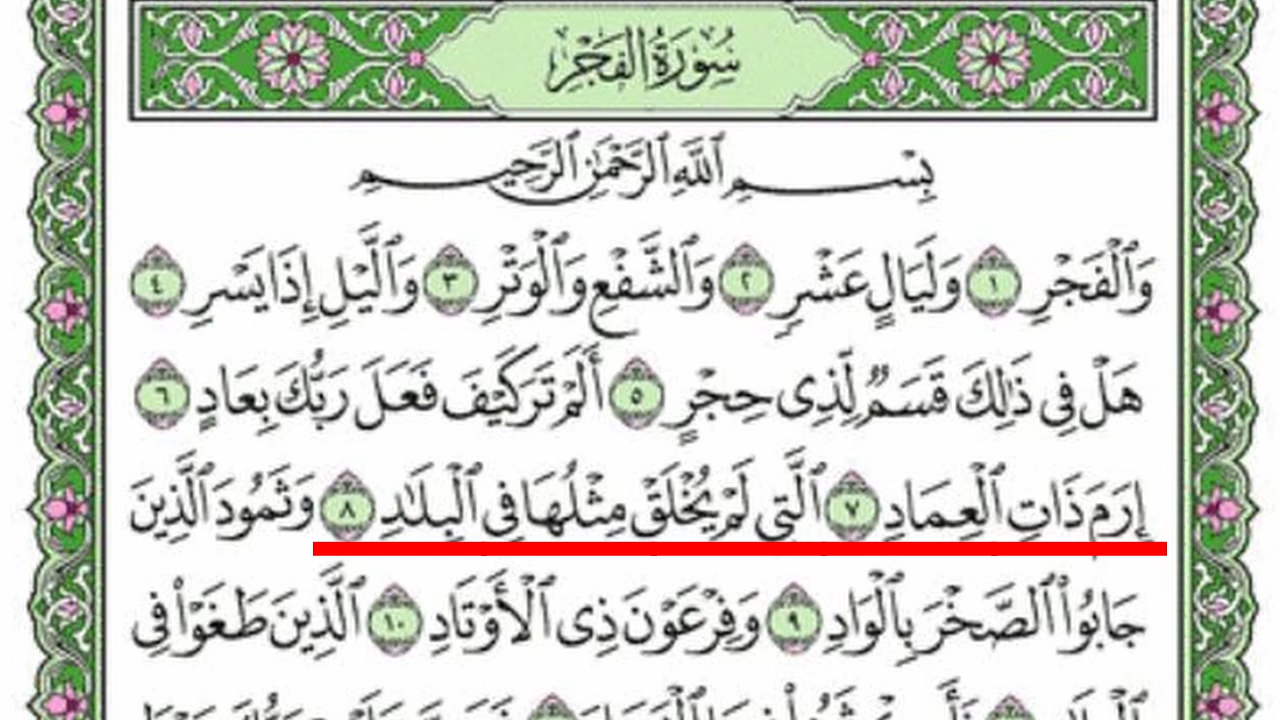 سُورَةُ الفَجْرِ
بِسْمِ ٱللَّهِ ٱلرَّحْمَٰنِ ٱلرَّحِيمِ
وَٱلْفَجْرِ ١ وَلَيَالٍ عَشْرٍ ٢ وَٱلشَّفْعِ وَٱلْوَتْرِ ٣ وَٱلَّيْلِ إِذَا يَسْرِ ٤
هَلْ فِى ذَٰلِكَ قَسَمٌ لِّذِى حِجْرٍ ٥ أَلَمْ تَرَ كَيْفَ فَعَلَ رَبُّكَ بِعَادٍ ٦
إِرَمَ ذَاتِ ٱلْعِمَادِ ٧ ٱلَّتِى لَمْ يُخْلَقْ مِثْلُهَا فِى ٱلْبِلَٰدِ ٨ وَثَمُودَ ٱلَّذِينَ
جَابُوا۟ ٱلصَّخْرَ بِٱلْوَادِ ٩ وَفِرْعَوْنَ ذِى ٱلْأَوْتَادِ ١٠ ٱلَّذِينَ طَغَوْا۟ فِى